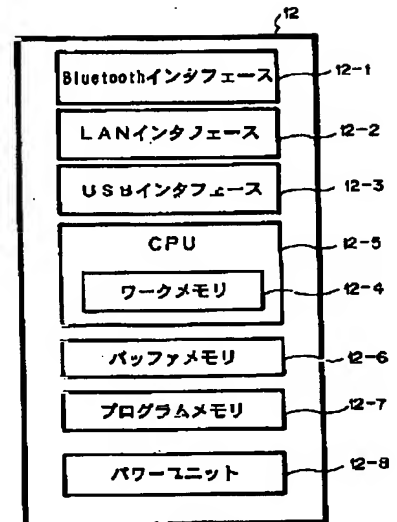 12
Bluetoothインタフェース 12-1
LANインタフェース 12-2
USBインタフェース 12-3
CPU 12-5
ワークメモリ 12-4
バッファメモリ 12-6
プログラムメモリ 12-7
パワーユニット 12-8